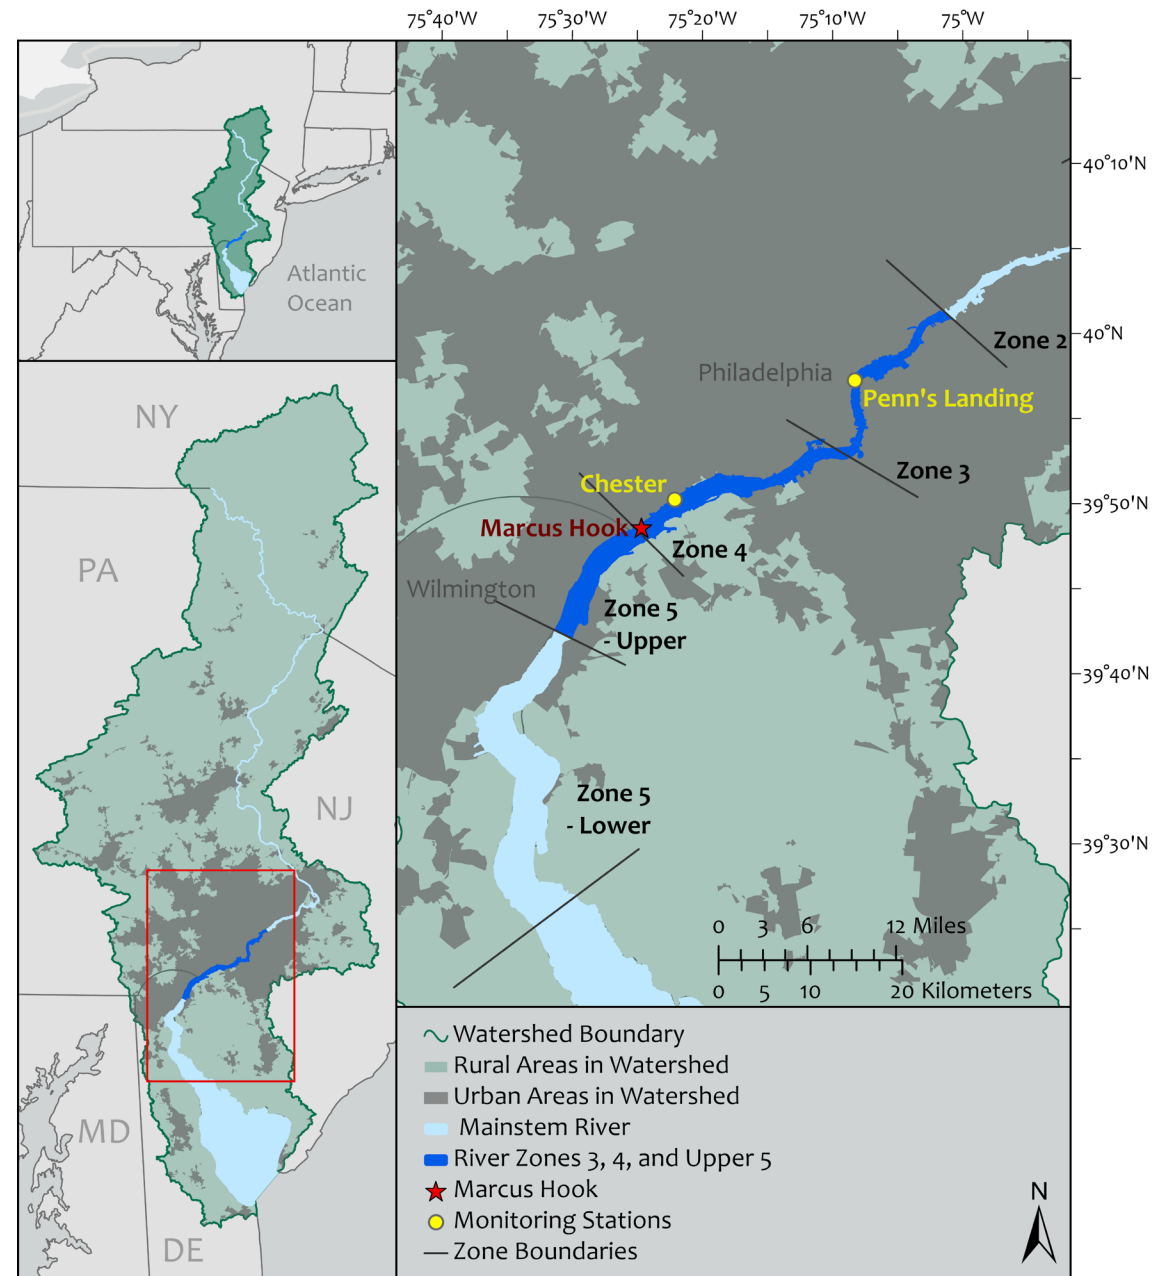 75°40'W 75°30'W 75°20'W 75°10'W 75°W
40°10'N
40°N
39°50'N
39°40'N
39°30'N
Atlantic
Ocean
NY
PA
NJ
MD
DE
Zone 2
Philadelphia
Penn's Landing
Zone 3
Chester
Marcus Hook
Zone 4
Wilmington
Zone 5
- Upper
Zone 5
- Lower
0 3 6 12 Miles
0 5 10 20 Kilometers
Watershed Boundary
Rural Areas in Watershed
Urban Areas in Watershed
Mainstem River
River Zones 3, 4, and Upper 5
Marcus Hook
Monitoring Stations
Zone Boundaries
N